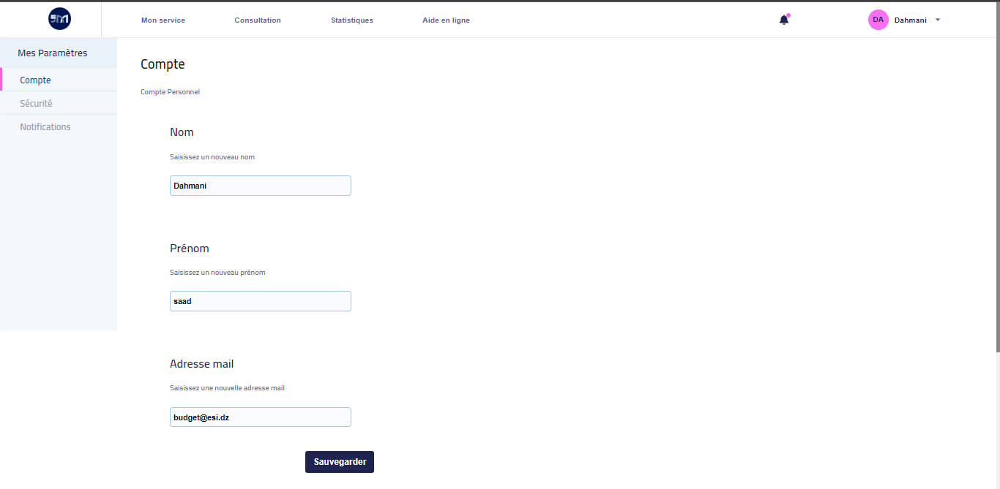 Mon service Consultation Statistiques Aide en ligne DA Dahmani
Mes Paramètres
Compte
Sécurité
Notifications
Compte
Compte Personnel
Nom
Saisissez un nouveau nom
Dahmani
Prénom
Saisissez un nouveau prénom
saad
Adresse mail
Saisissez une nouvelle adresse mail
budget@esi.dz
Sauvegarder